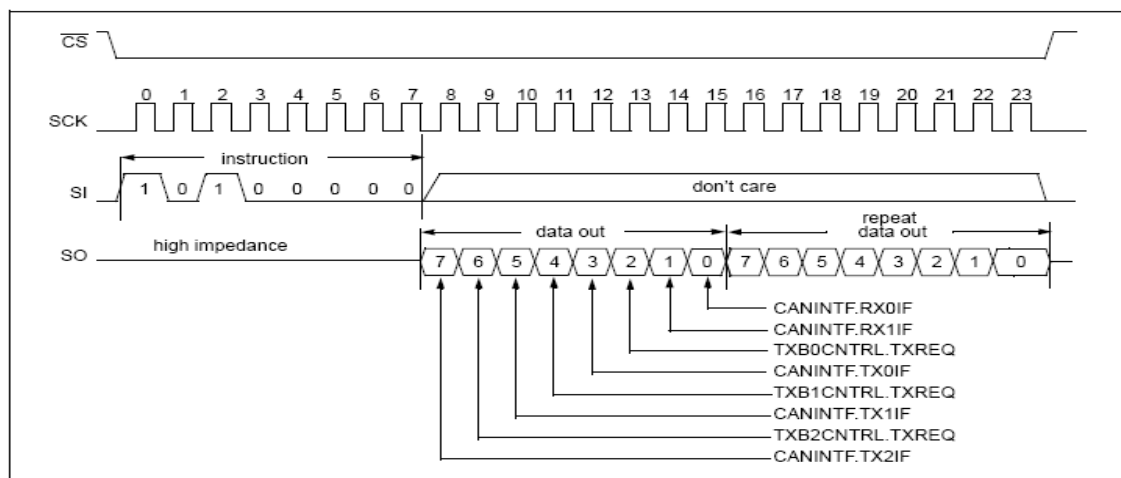 CS
0 1 2 3 4 5 6 7 8 9 10 11 12 13 14 15 16 17 18 19 20 21 22 23
SCK
instruction
SI 1 0 1 0 0 0 0 0 don't care
repeat
high impedance data out data out
SO 7 6 5 4 3 2 1 0 7 6 5 4 3 2 1 0
CANINTF.RX0IF
CANINTF.RX1IF
TXB0CNTRL.TXREQ
CANINTF.TX0IF
TXB1CNTRL.TXREQ
CANINTF.TX1IF
TXB2CNTRL.TXREQ
CANINTF.TX2IF